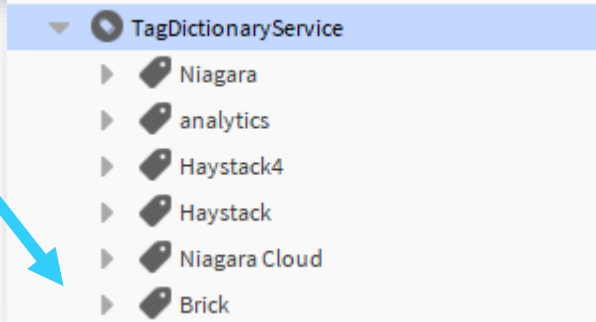 TagDictionaryService
Niagara
analytics
Haystack4
Haystack
Niagara Cloud
Brick